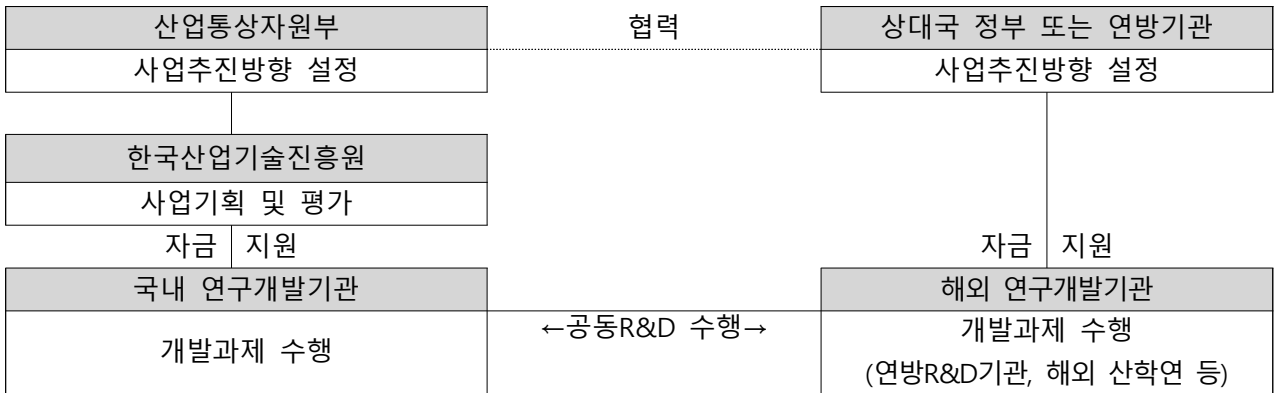 산업통상자원부 협력 상대국 정부 또는 연방기관
사업추진방향 설정 사업추진방향 설정
한국산업기술진흥원
사업기획 및 평가
자금 지원 자금 지원
국내 연구개발기관 해외 연구개발기관
개발과제 수행 ←공동R&D 수행→ 개발과제 수행
(연방R&D기관, 해외 산학연 등)